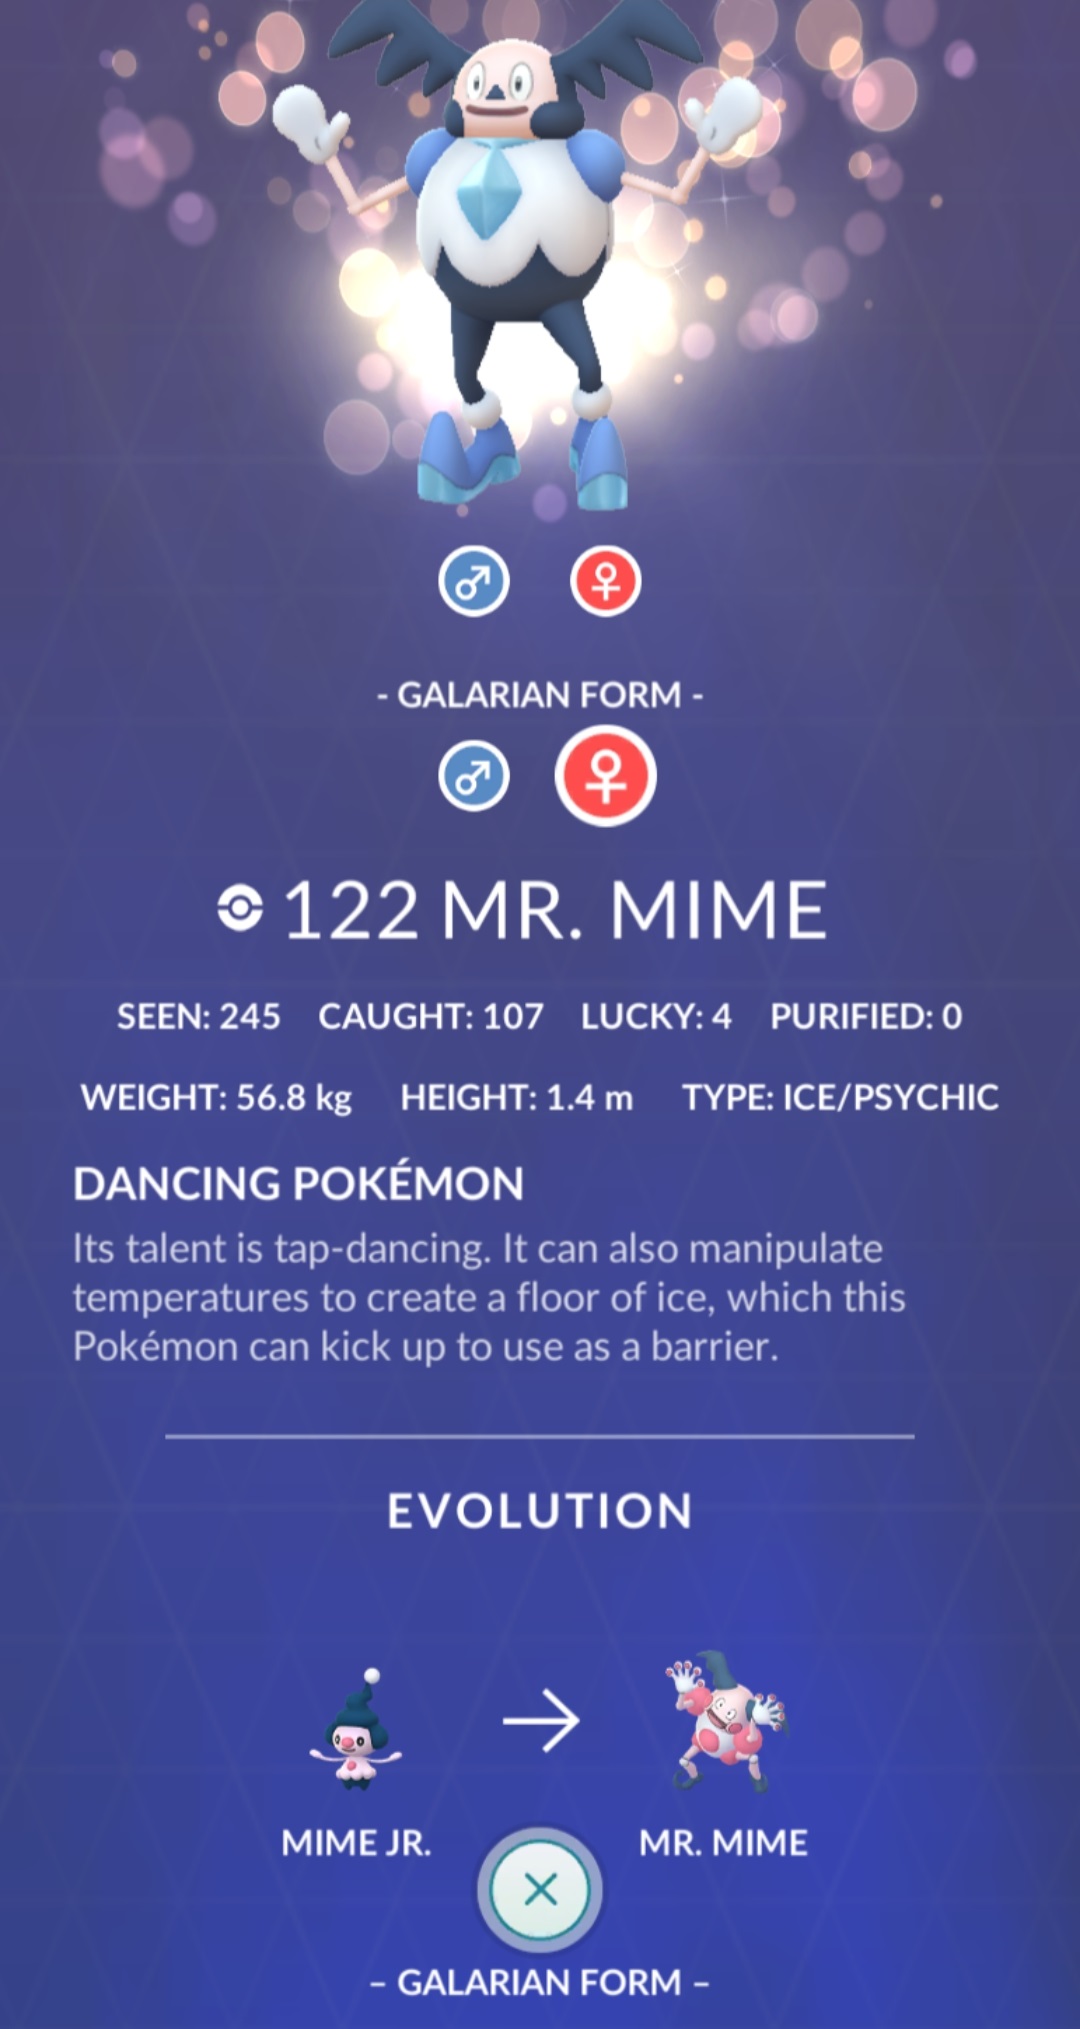 - GALARIAN FORM -
122 MR. MIME
SEEN: 245 CAUGHT: 107 LUCKY: 4 PURIFIED: 0
WEIGHT: 56.8 kg HEIGHT: 1.4 m TYPE: ICE/PSYCHIC
DANCING POKÉMON
Its talent is tap-dancing. It can also manipulate
temperatures to create a floor of ice, which this
Pokémon can kick up to use as a barrier.
EVOLUTION
MIME JR. MR. MIME
– GALARIAN FORM –